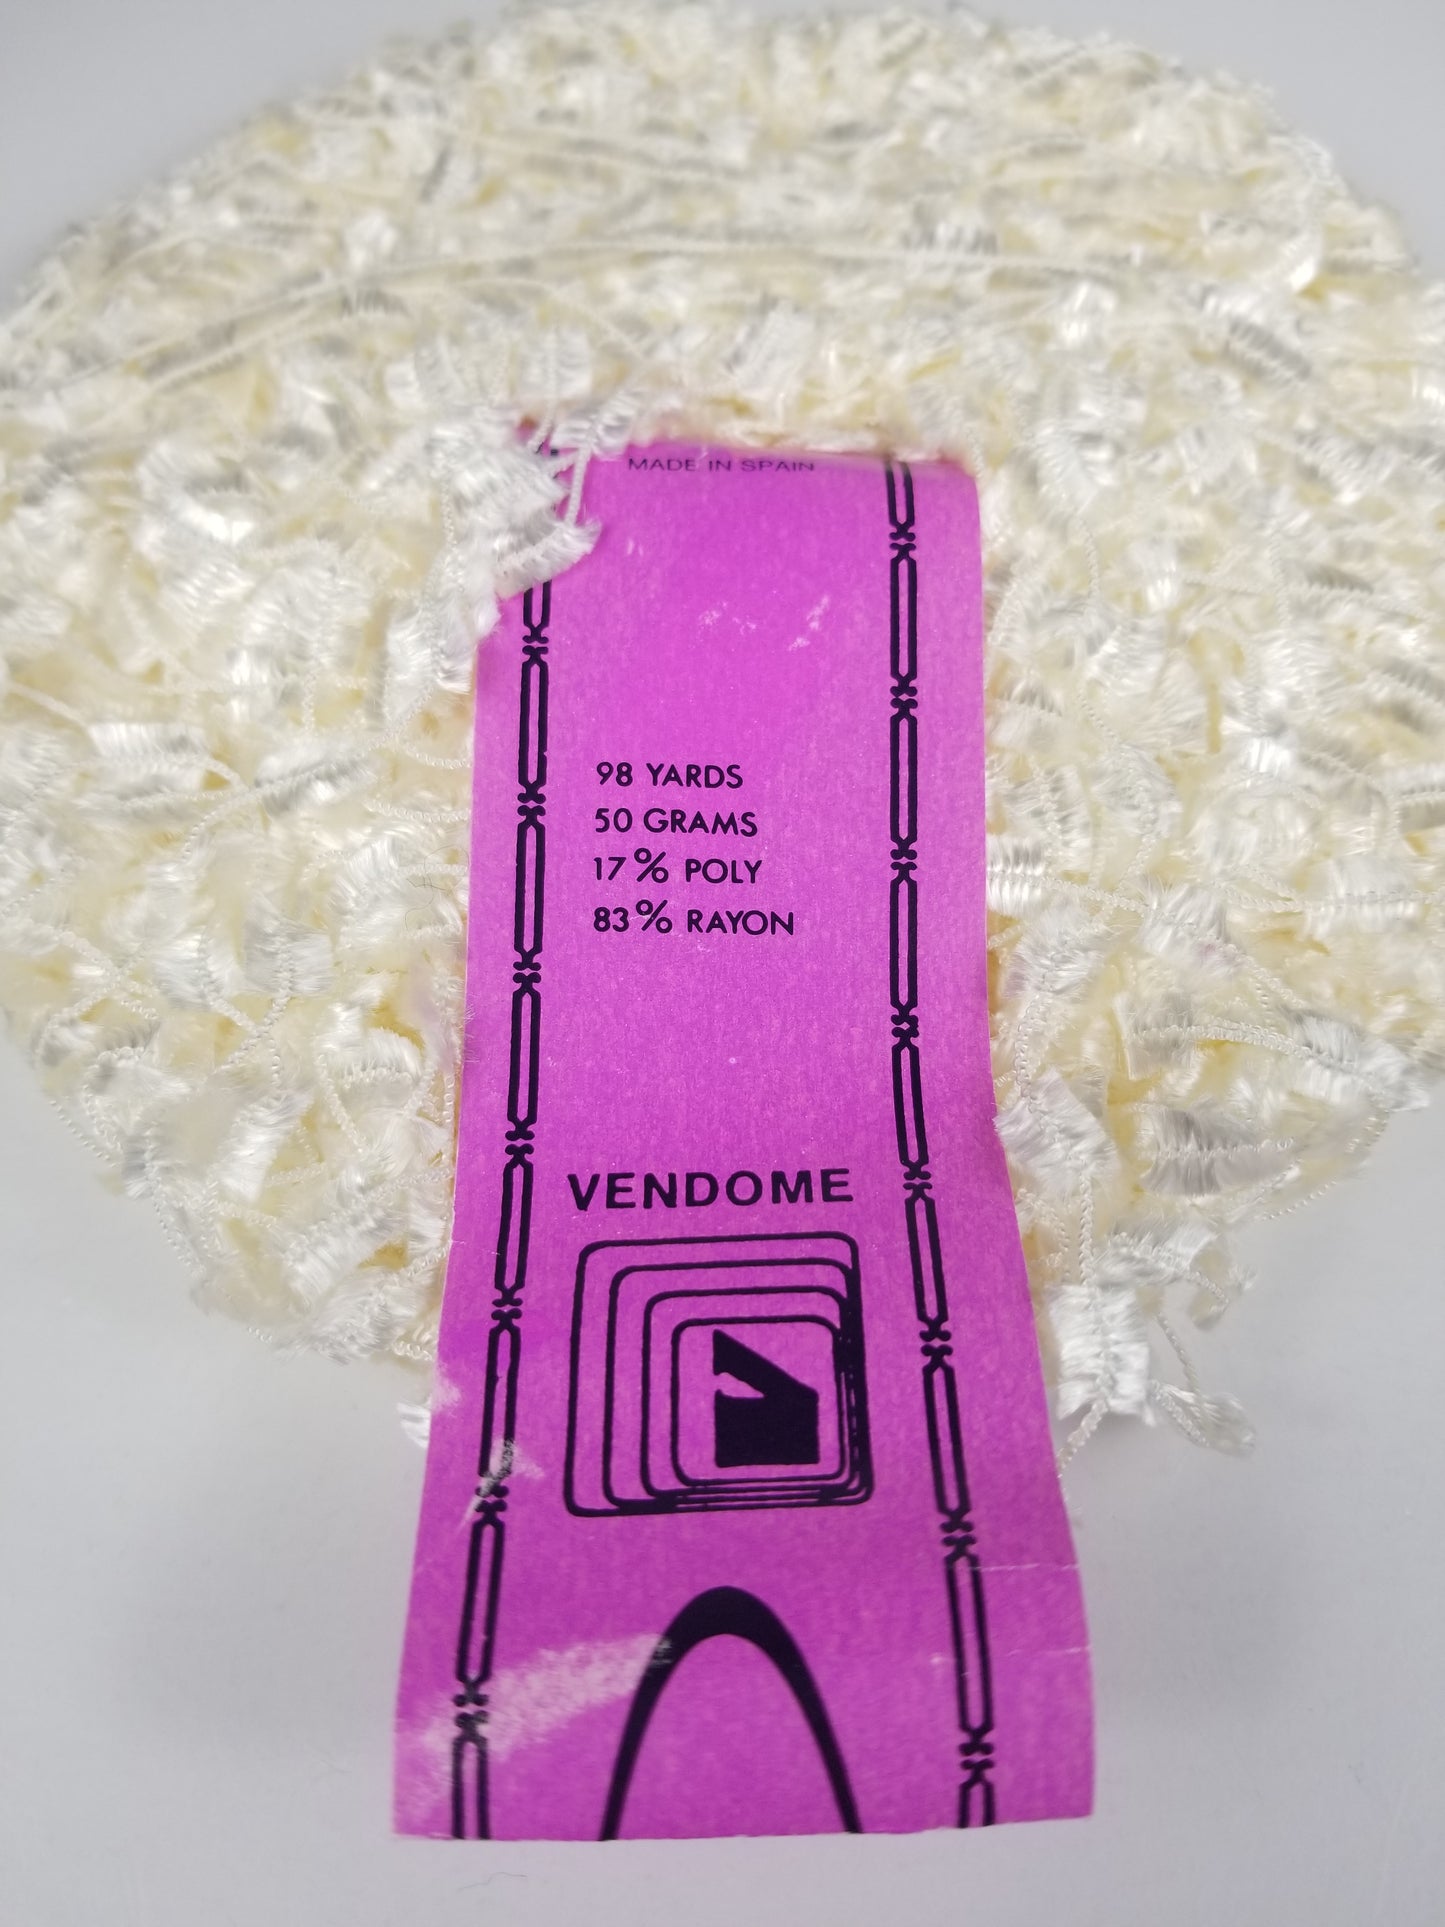 MADE IN SPAIN
98 YARDS
50 GRAMS
17% POLY
83% RAYON
VENDOME